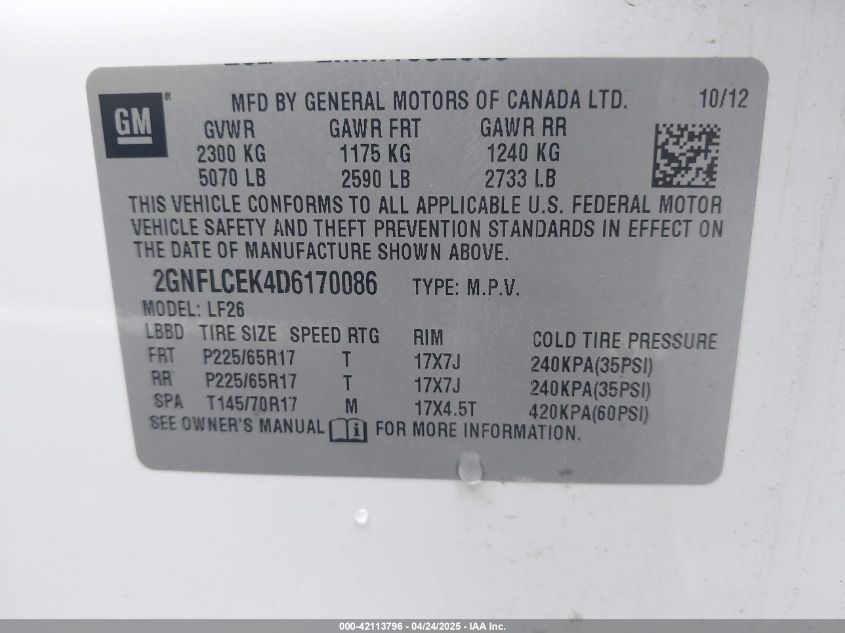 GM®
MFD BY GENERAL MOTORS OF CANADA LTD. 10/12
GVWR GAWR FRT GAWR RR
2300 KG 1175 KG 1240 KG
5070 LB 2590 LB 2733 LB
THIS VEHICLE CONFORMS TO ALL APPLICABLE U.S. FEDERAL MOTOR
VEHICLE SAFETY AND THEFT PREVENTION STANDARDS IN EFFECT ON
THE DATE OF MANUFACTURE SHOWN ABOVE.
2GNFLCEK4D6170086 TYPE: M.P.V.
MODEL: LF26
LBBD TIRE SIZE SPEED RTG RIM COLD TIRE PRESSURE
FRT P225/65R17 T 17X7J 240KPA(35PSI)
RR P225/65R17 T 17X7J 240KPA(35PSI)
SPA T145/70R17 M 17X4.5T 420KPA(60PSI)
SEE OWNER'S MANUAL i FOR MORE INFORMATION.
000-42113796 - 04/24/2025 - IAA Inc.